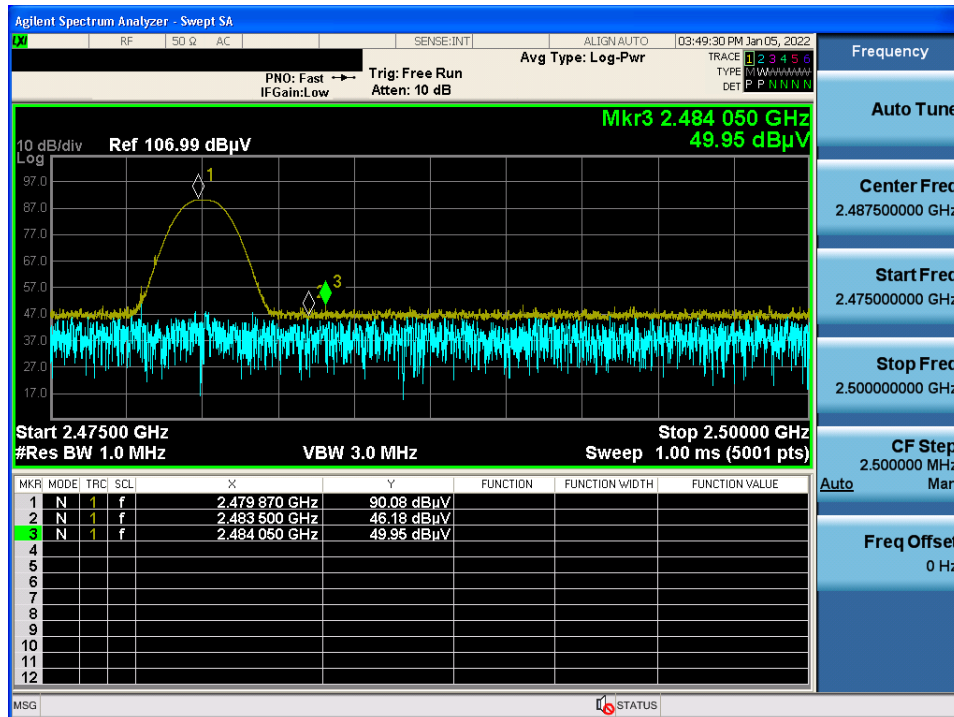 Agilent Spectrum Analyzer - Swept SA
LXI RF 50 Ω AC SENSE:INT ALIGN AUTO 03:49:30 PM Jan 05, 2022
PNO: Fast Trig: Free Run Avg Type: Log-Pwr TRACE 1 2 3 4 5 6
IFGain:Low Atten: 10 dB TYPE M W W W W W
DET P P N N N N
Mkr3 2.484 050 GHz
10 dB/div Ref 106.99 dBµV 49.95 dBµV
Log
97.0
87.0
77.0
67.0
57.0
47.0
37.0
27.0
17.0
1
2
3
Start 2.47500 GHz Stop 2.50000 GHz
#Res BW 1.0 MHz VBW 3.0 MHz Sweep 1.00 ms (5001 pts)
MKR MODE TRC SCL X Y FUNCTION FUNCTION WIDTH FUNCTION VALUE
1 N 1 f 2.479 870 GHz 90.08 dBµV
2 N 1 f 2.483 500 GHz 46.18 dBµV
3 N 1 f 2.484 050 GHz 49.95 dBµV
4
5
6
7
8
9
10
11
12
MSG STATUS
Frequency
Auto Tune
Center Freq
2.487500000 GHz
Start Freq
2.475000000 GHz
Stop Freq
2.500000000 GHz
CF Step
2.500000 MHz
Auto Man
Freq Offset
0 Hz